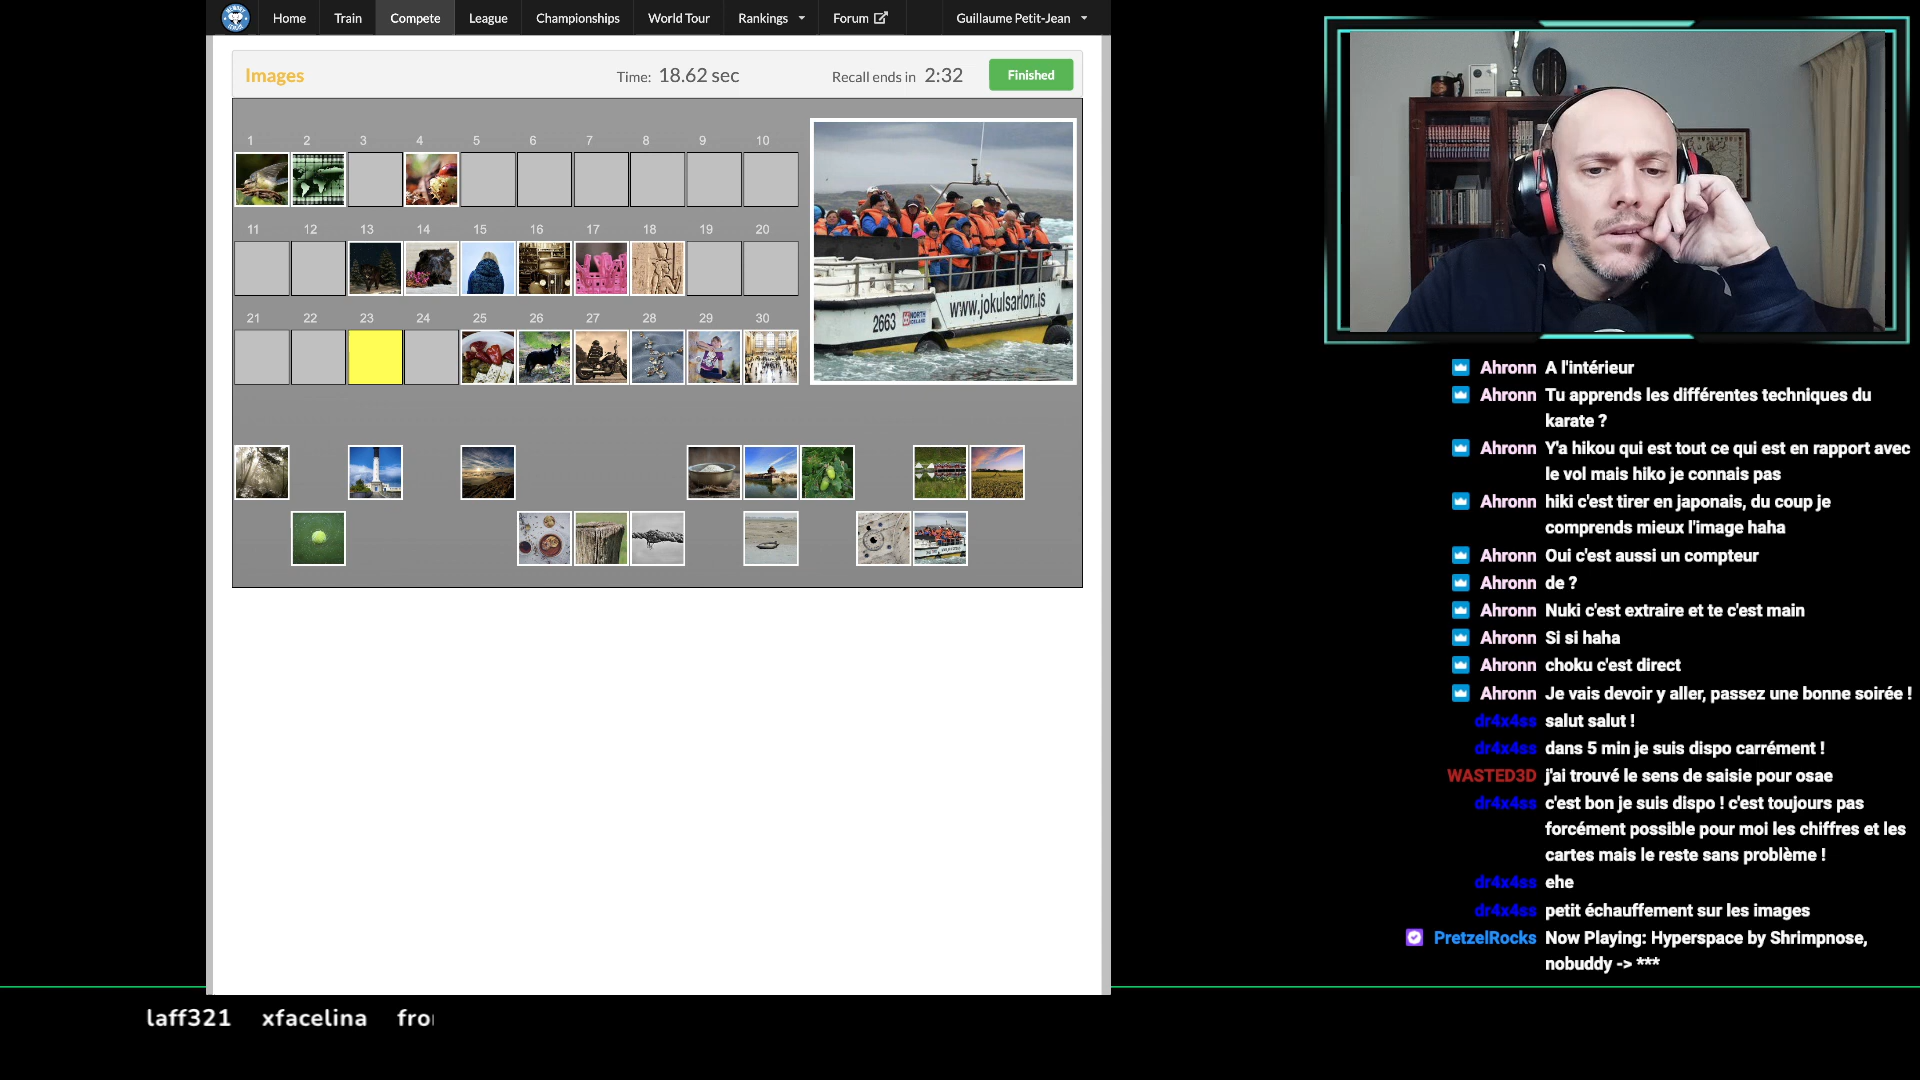 Home Train Compete League Championships World Tour Rankings Forum Guillaume Petit-Jean
Images Time: 18.62 sec Recall ends in 2:32 Finished
1 2 3 4 5 6 7 8 9 10
11 12 13 14 15 16 17 18 19 20
21 22 23 24 25 26 27 28 29 30
www.jokulsarlon.is
2663 NORTH
Ahronn A l'intérieur
Ahronn Tu apprends les différentes techniques du
karate ?
Ahronn Y'a hikou qui est tout ce qui est en rapport avec
le vol mais hiko je connais pas
Ahronn hiki c'est tirer en japonais, du coup je
comprends mieux l'image haha
Ahronn Oui c'est aussi un compteur
Ahronn de ?
Ahronn Nuki c'est extraire et te c'est main
Ahronn Si si haha
Ahronn choku c'est direct
Ahronn Je vais devoir y aller, passez une bonne soirée !
dr4x4ss salut salut !
dr4x4ss dans 5 min je suis dispo carrément !
WASTED3D j'ai trouvé le sens de saisie pour osae
dr4x4ss c'est bon je suis dispo ! c'est toujours pas
forcément possible pour moi les chiffres et les
cartes mais le reste sans problème !
dr4x4ss ehe
dr4x4ss petit échauffement sur les images
PretzelRocks Now Playing: Hyperspace by Shrimpnose,
nobuddy -> ***
laff321 xfacelina